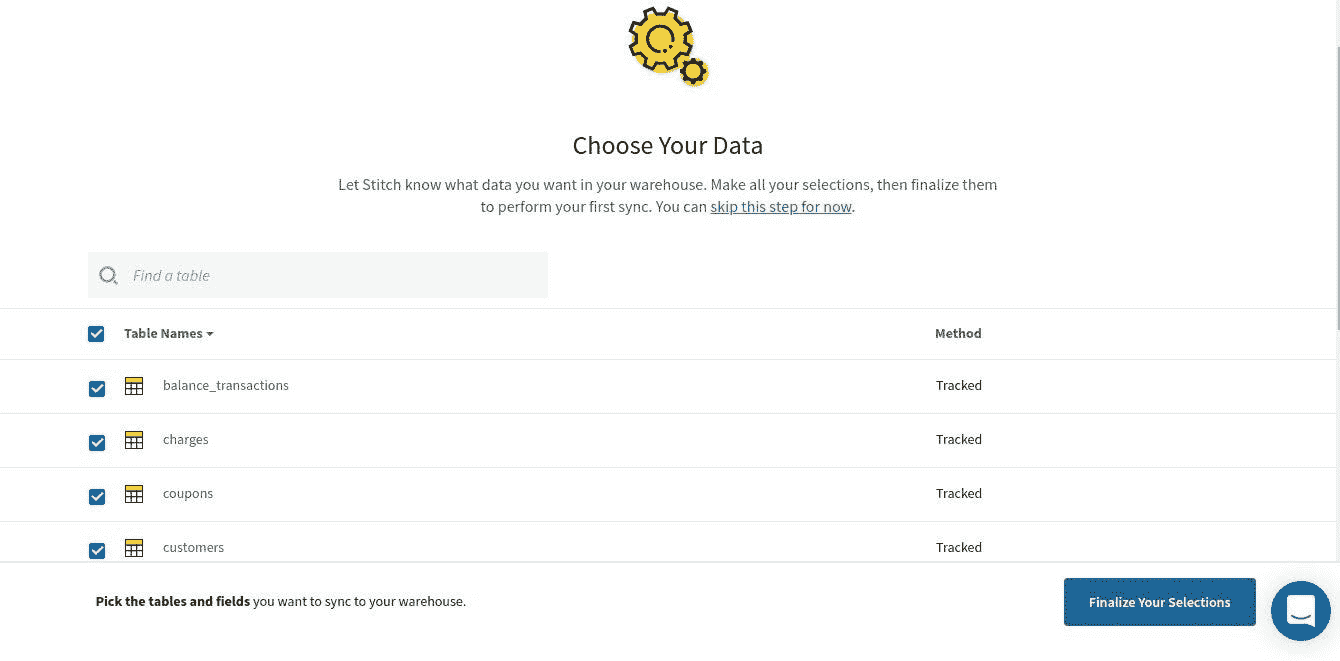 Choose Your Data
Let Stitch know what data you want in your warehouse. Make all your selections, then finalize them
to perform your first sync. You can skip this step for now.
Find a table
Table Names Method
balance_transactions Tracked
charges Tracked
coupons Tracked
customers Tracked
Pick the tables and fields you want to sync to your warehouse. Finalize Your Selections